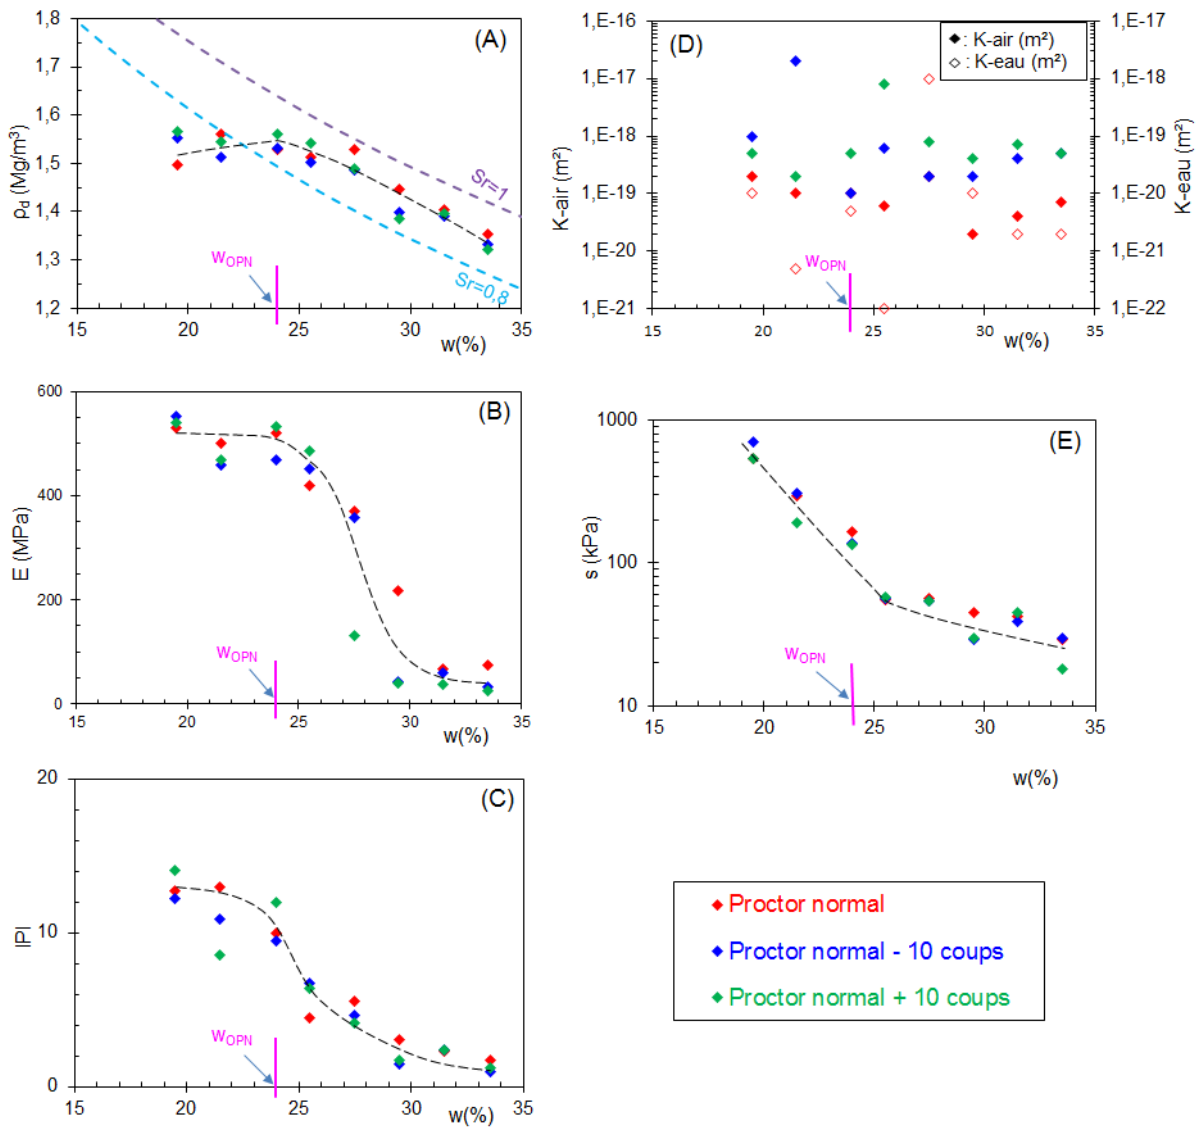 (A)
1,8
1,7
1,6
1,5
1,4
1,3
1,2
ρd (Mg/m³)
Sr=1
Sr=0,8
wOPN
15
20
25
30
35
w(%)
(D)
1,E-16
1,E-17
1,E-18
1,E-19
1,E-20
1,E-21
K-air (m²)
: K-air (m²)
: K-eau (m²)
1,E-17
1,E-18
1,E-19
1,E-20
1,E-21
1,E-22
K-eau (m²)
wOPN
15
20
25
30
35
w(%)
(B)
600
400
200
0
E (MPa)
wOPN
15
20
25
30
35
w(%)
(E)
1000
100
10
s (kPa)
wOPN
15
20
25
30
35
w(%)
(C)
20
10
0
IPI
wOPN
15
20
25
30
35
w(%)
Proctor normal
Proctor normal - 10 coups
Proctor normal + 10 coups